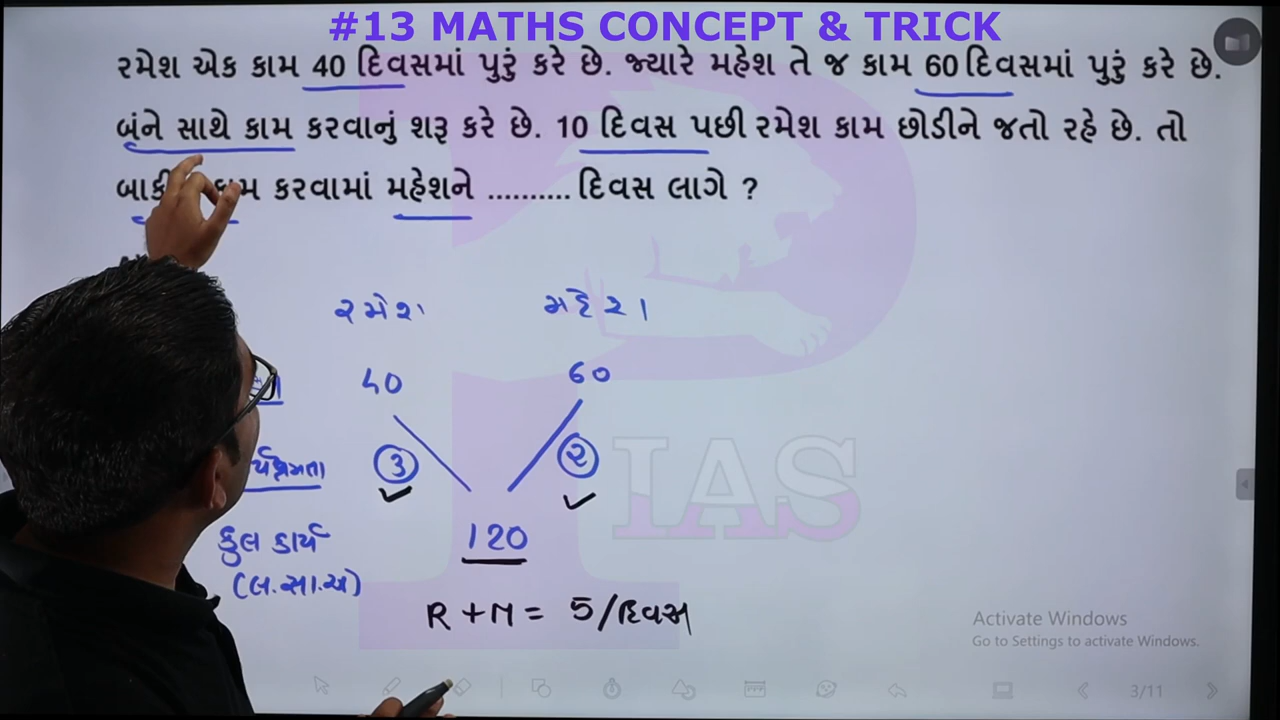 #13 MATHS CONCEPT & TRICK
રમેશ એક કામ 40 દિવસમાં પુરું કરે છે. જ્યારે મહેશ તે જ કામ 60 દિવસમાં પુરું કરે છે.
બંને સાથે કામ કરવાનું શરૂ કરે છે. 10 દિવસ પછી રમેશ કામ છોડીને જતો રહે છે. તો
કરવામાં મહેશને .......... દિવસ લાગે ?
રમેશ મહેશ
40 60
3 ૨
120
કુલ કાર્ય
(લ.સા.અ)
R + M = 5/દિવસ
IAS
Activate Windows
Go to Settings to activate Windows.
3/11